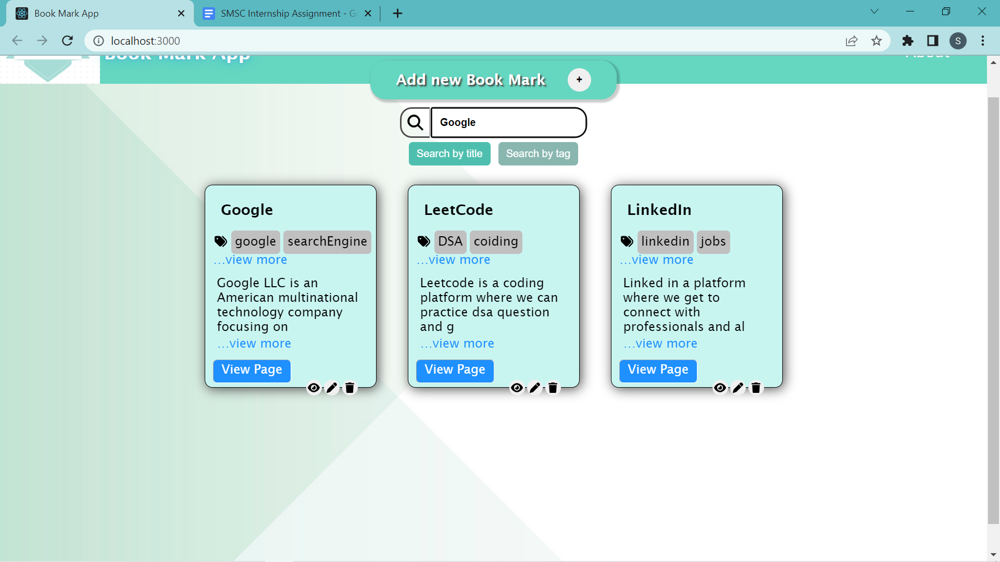 Book Mark App
SMSC Internship Assignment - G
localhost:3000
S
Book Mark App
About
Add new Book Mark +
Google
Search by title Search by tag
Google
google searchEngine
...view more
Google LLC is an
American multinational
technology company
focusing on
...view more
View Page
LeetCode
DSA coiding
...view more
Leetcode is a coding
platform where we can
practice dsa question
and g
...view more
View Page
LinkedIn
linkedin jobs
...view more
Linked in a platform
where we get to
connect with
professionals and al
...view more
View Page